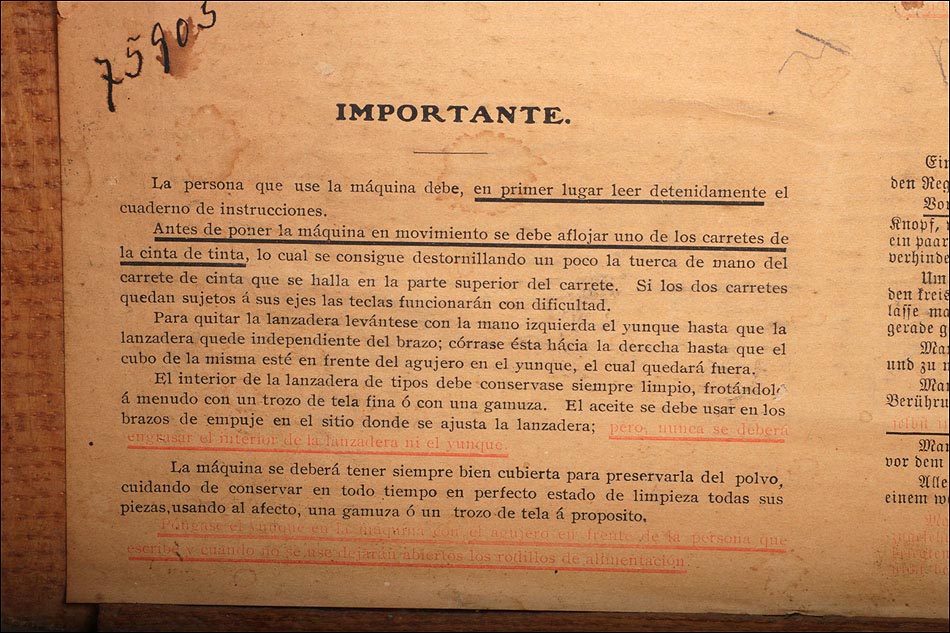 75905
IMPORTANTE.
La persona que use la máquina debe, en primer lugar leer detenidamente el
cuaderno de instrucciones.
Antes de poner la máquina en movimiento se debe aflojar uno de los carretes de
la cinta de tinta, lo cual se consigue destornillando un poco la tuerca de mano del
carrete de cinta que se halla en la parte superior del carrete. Si los dos carretes
quedan sujetos á sus ejes las teclas funcionarán con dificultad.
Para quitar la lanzadera levántese con la mano izquierda el yunque hasta que la
lanzadera quede independiente del brazo; córrase ésta hácia la derecha hasta que el
cubo de la misma esté en frente del agujero en el yunque, el cual quedará fuera.
El interior de la lanzadera de tipos debe conservase siempre limpio, frotándolo
á menudo con un trozo de tela fina ó con una gamuza. El aceite se debe usar en los
brazos de empuje en el sitio donde se ajusta la lanzadera; pero, nunca se deberá
engrasar el interior de la lanzadera ni el yunque.
La máquina se deberá tener siempre bien cubierta para preservarla del polvo,
cuidando de conservar en todo tiempo en perfecto estado de limpieza todas sus
piezas, usando al afecto, una gamuza ó un trozo de tela á proposito.
Póngase el yunque en la máquina con el agujero en frente de la persona que
escribe y cuando no se use dejarán abiertos los rodillos de alimentación.
Ein
den Reg
Vor
Knopf,
ein paar
verhinde
Um
den kreis
lasse ma
gerade g
Man
und zu
Man
Berühru
Man
vor dem
Alle
einem